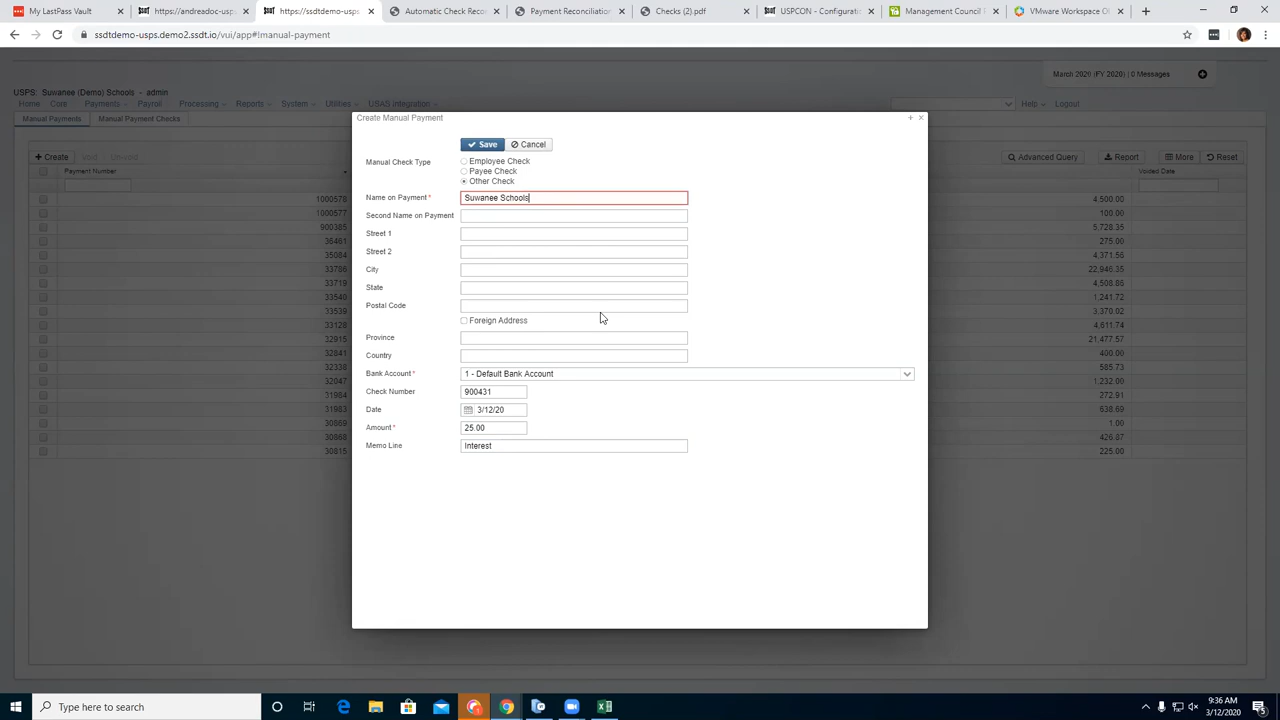 My LastPass Vault
https://andreadoc-usps.
https://ssdtdemo-usps.d
Automatic Check Reco
Payment Reconciliation
Checks (2).pdf
USPCON - Configurati
Management Council
VMware Workspace O
ssdtdemo-usps.demo2.ssdt.io/vui/app#!manual-payment
March 2020 (FY 2020) | 0 Messages
USPS: Suwanee (Demo) Schools - admin
Home Core Payments Payroll Processing Reports System Utilities USAS Integration Help Logout
Manual Payments Manual Payment Checks
Create Manual Payment
Save Cancel
Create Void Un-void Advanced Query Report More Reset
Manual Check Type
Employee Check
Payee Check
Other Check
Payment Number
Voided Date
Name on Payment * Suwanee Schools
Second Name on Payment
Street 1
Street 2
City
State
Postal Code
Foreign Address
Province
Country
Bank Account * 1 - Default Bank Account
Check Number 900431
Date 3/12/20
Amount * 25.00
Memo Line Interest
1000578 4,500.00
1000577 100.00
900385 5,728.35
36461 275.00
35084 4,371.56
33786 22,946.35
33719 4,508.86
33540 3,241.72
33539 3,370.02
33128 4,611.74
32915 21,477.57
32841 400.00
32338 585.73
32107 1,232.00
31984 272.91
31983 638.69
30869 1.00
30838 426.87
30815 225.00
Type here to search
9:36 AM
3/12/2020